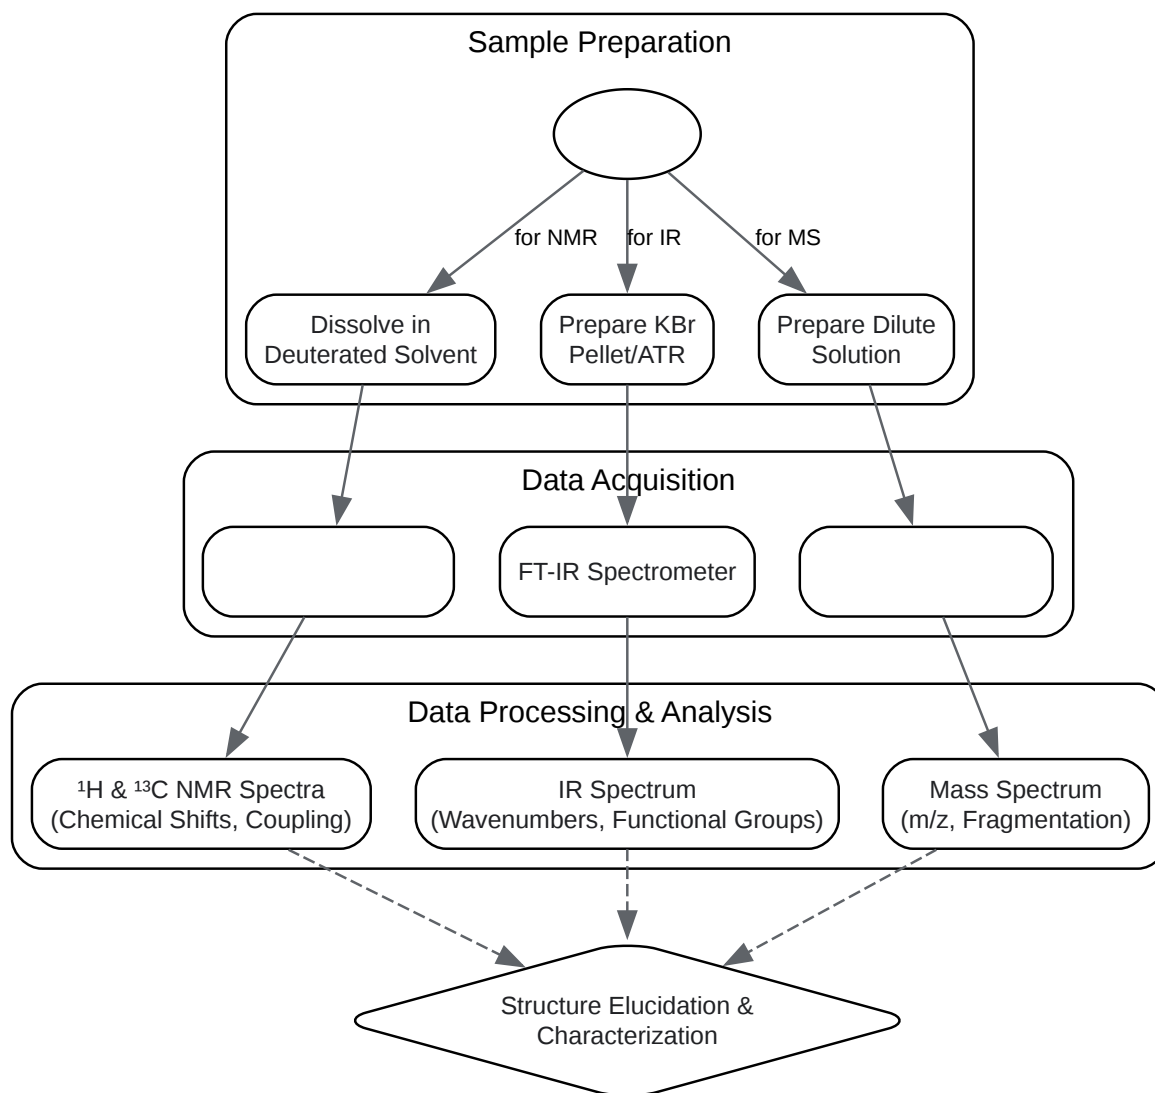 Sample Preparation
for NMR
for IR
for MS
Dissolve in
Deuterated Solvent
Prepare KBr
Pellet/ATR
Prepare Dilute
Solution
Data Acquisition
FT-IR Spectrometer
Data Processing & Analysis
¹H & ¹³C NMR Spectra
(Chemical Shifts, Coupling)
IR Spectrum
(Wavenumbers, Functional Groups)
Mass Spectrum
(m/z, Fragmentation)
Structure Elucidation &
Characterization